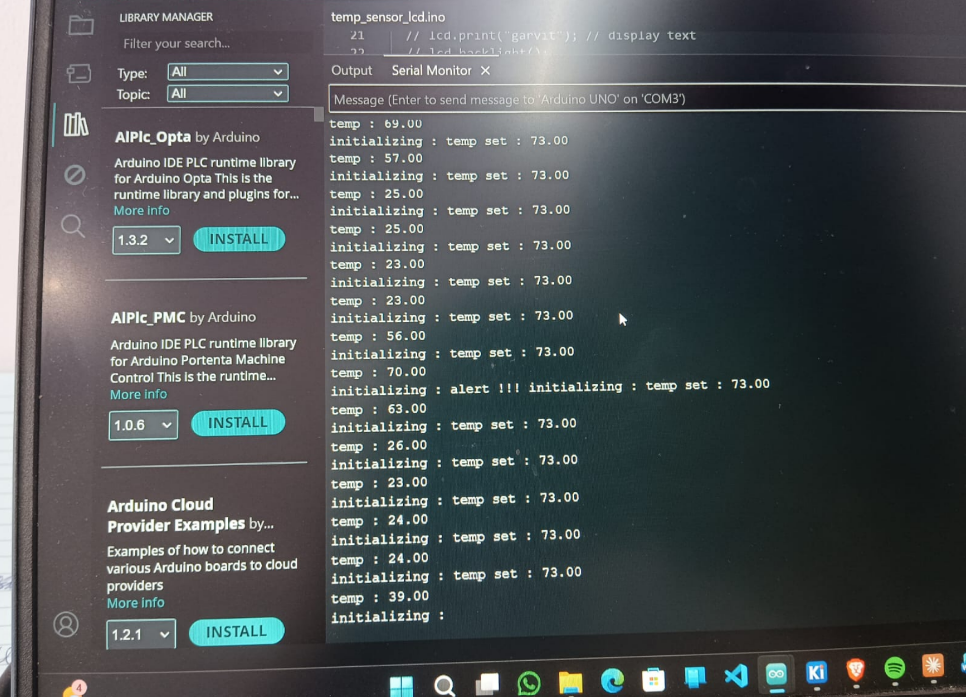 LIBRARY MANAGER
Filter your search...
Type: All
Topic: All
AIPlc_Opta by Arduino
Arduino IDE PLC runtime library
for Arduino Opta This is the
runtime library and plugins for...
More info
1.3.2 INSTALL
AIPlc_PMC by Arduino
Arduino IDE PLC runtime library
for Arduino Portenta Machine
Control This is the runtime...
More info
1.0.6 INSTALL
Arduino Cloud
Provider Examples by...
Examples of how to connect
various Arduino boards to cloud
providers
More info
1.2.1 INSTALL
temp_sensor_lcd.ino
21 // lcd.print("garvit"); // display text
22 // lcd.backlight();
Output Serial Monitor ×
Message (Enter to send message to 'Arduino UNO' on 'COM3')
temp : 69.00
initializing : temp set : 73.00
temp : 57.00
initializing : temp set : 73.00
temp : 25.00
initializing : temp set : 73.00
temp : 25.00
initializing : temp set : 73.00
temp : 23.00
initializing : temp set : 73.00
temp : 23.00
initializing : temp set : 73.00
temp : 56.00
initializing : temp set : 73.00
temp : 70.00
initializing : alert !!! initializing : temp set : 73.00
temp : 63.00
initializing : temp set : 73.00
temp : 26.00
initializing : temp set : 73.00
temp : 23.00
initializing : temp set : 73.00
temp : 24.00
initializing : temp set : 73.00
temp : 24.00
initializing : temp set : 73.00
temp : 39.00
initializing :
4
Ki